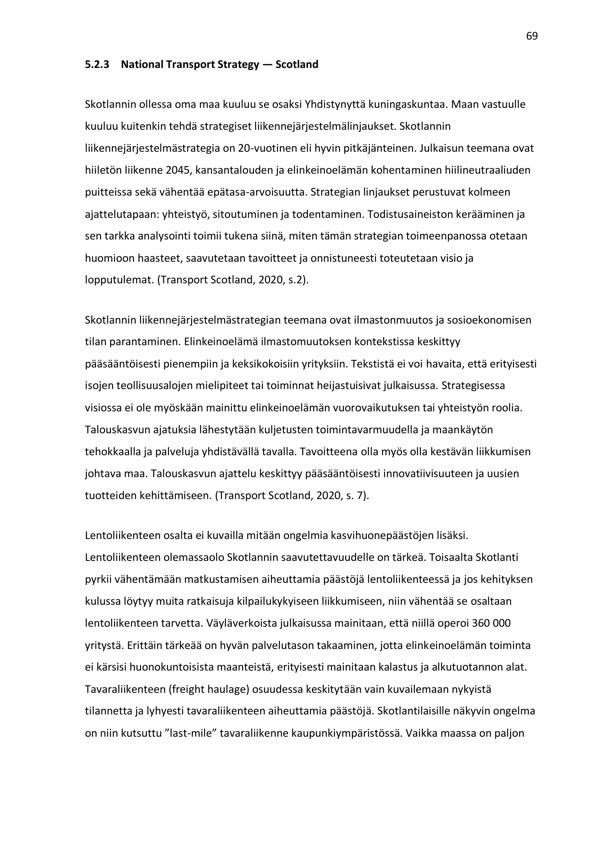 69
5.2.3 National Transport Strategy — Scotland
Skotlannin ollessa oma maa kuuluu se osaksi Yhdistynyttä kuningaskuntaa. Maan vastuulle
kuuluu kuitenkin tehdä strategiset liikennejärjestelmälinjaukset. Skotlannin
liikennejärjestelmästrategia on 20-vuotinen eli hyvin pitkäjänteinen. Julkaisun teemana ovat
hiiletön liikenne 2045, kansantalouden ja elinkeinoelämän kohentaminen hiilineutraaliuden
puitteissa sekä vähentää epätasa-arvoisuutta. Strategian linjaukset perustuvat kolmeen
ajattelutapaan: yhteistyö, sitoutuminen ja todentaminen. Todistusaineiston kerääminen ja
sen tarkka analysointi toimii tukena siinä, miten tämän strategian toimeenpanossa otetaan
huomioon haasteet, saavutetaan tavoitteet ja onnistuneesti toteutetaan visio ja
lopputulemat. (Transport Scotland, 2020, s.2).
Skotlannin liikennejärjestelmästrategian teemana ovat ilmastonmuutos ja sosioekonomisen
tilan parantaminen. Elinkeinoelämä ilmastomuutoksen kontekstissa keskittyy
pääsääntöisesti pienempiin ja keksikokoisiin yrityksiin. Tekstistä ei voi havaita, että erityisesti
isojen teollisuusalojen mielipiteet tai toiminnat heijastuisivat julkaisussa. Strategisessa
visiossa ei ole myöskään mainittu elinkeinoelämän vuorovaikutuksen tai yhteistyön roolia.
Talouskasvun ajatuksia lähestytään kuljetusten toimintavarmuudella ja maankäytön
tehokkaalla ja palveluja yhdistävällä tavalla. Tavoitteena olla myös olla kestävän liikkumisen
johtava maa. Talouskasvun ajattelu keskittyy pääsääntöisesti innovatiivisuuteen ja uusien
tuotteiden kehittämiseen. (Transport Scotland, 2020, s. 7).
Lentoliikenteen osalta ei kuvailla mitään ongelmia kasvihuonepäästöjen lisäksi.
Lentoliikenteen olemassaolo Skotlannin saavutettavuudelle on tärkeä. Toisaalta Skotlanti
pyrkii vähentämään matkustamisen aiheuttamia päästöjä lentoliikenteessä ja jos kehityksen
kulussa löytyy muita ratkaisuja kilpailukykyiseen liikkumiseen, niin vähentää se osaltaan
lentoliikenteen tarvetta. Väyläverkoista julkaisussa mainitaan, että niillä operoi 360 000
yritystä. Erittäin tärkeää on hyvän palvelutason takaaminen, jotta elinkeinoelämän toiminta
ei kärsisi huonokuntoisista maanteistä, erityisesti mainitaan kalastus ja alkutuotannon alat.
Tavaraliikenteen (freight haulage) osuudessa keskitytään vain kuvailemaan nykyistä
tilannetta ja lyhyesti tavaraliikenteen aiheuttamia päästöjä. Skotlantilaisille näkyvin ongelma
on niin kutsuttu ”last-mile” tavaraliikenne kaupunkiympäristössä. Vaikka maassa on paljon